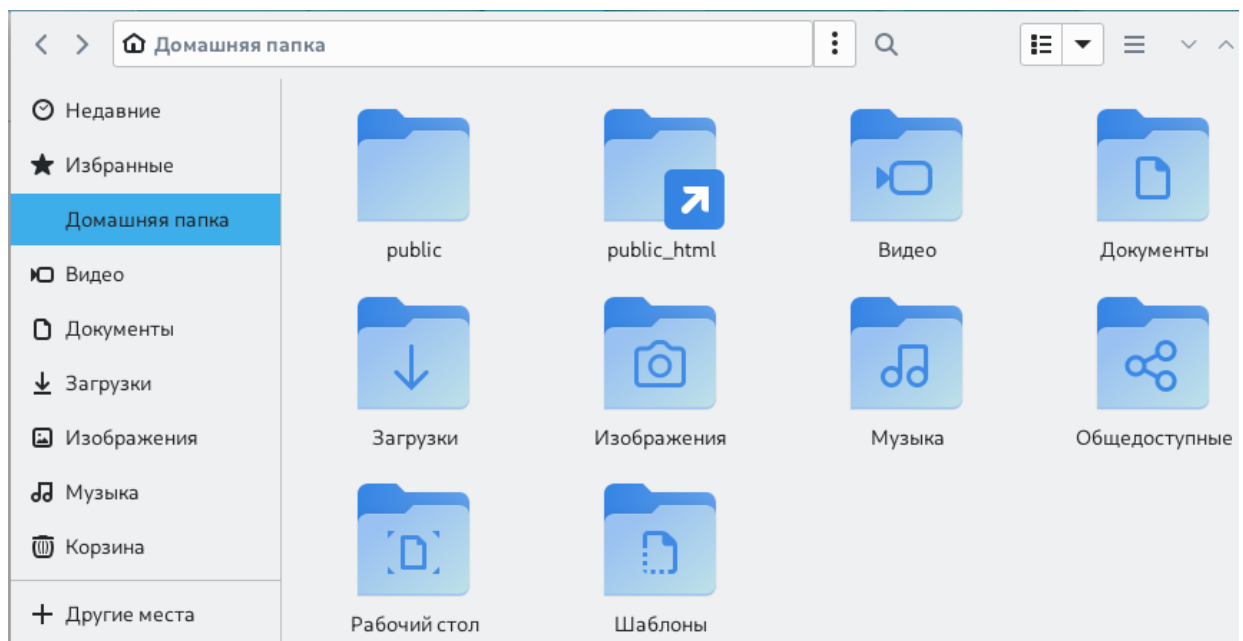 Домашняя папка
Недавние
Избранные
Домашняя папка
Видео
Документы
Загрузки
Изображения
Музыка
Корзина
Другие места
public
public_html
Видео
Документы
Загрузки
Изображения
Музыка
Общедоступные
Рабочий стол
Шаблоны